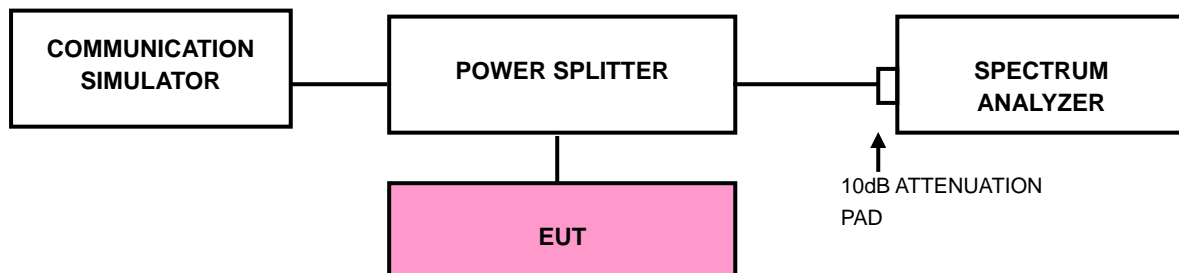 COMMUNICATION
SIMULATOR
POWER SPLITTER
SPECTRUM
ANALYZER
10dB ATTENUATION
PAD
EUT